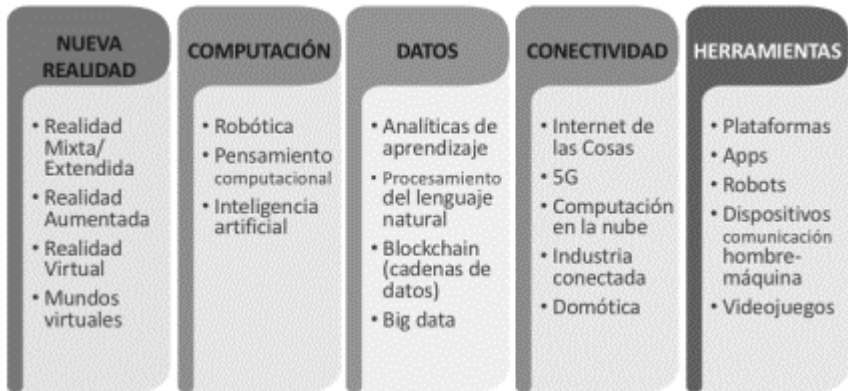 NUEVA
REALIDAD
• Realidad
Mixta/
Extendida
• Realidad
Aumentada
• Realidad
Virtual
• Mundos
virtuales
COMPUTACIÓN
• Robótica
• Pensamiento
computacional
• Inteligencia
artificial
DATOS
• Analíticas de
aprendizaje
• Procesamiento
del lenguaje
natural
• Blockchain
(cadenas de
datos)
• Big data
CONECTIVIDAD
• Internet de
las Cosas
• 5G
• Computación
en la nube
• Industria
conectada
• Domótica
HERRAMIENTAS
• Plataformas
• Apps
• Robots
• Dispositivos
comunicación
hombre-
máquina
• Videojuegos